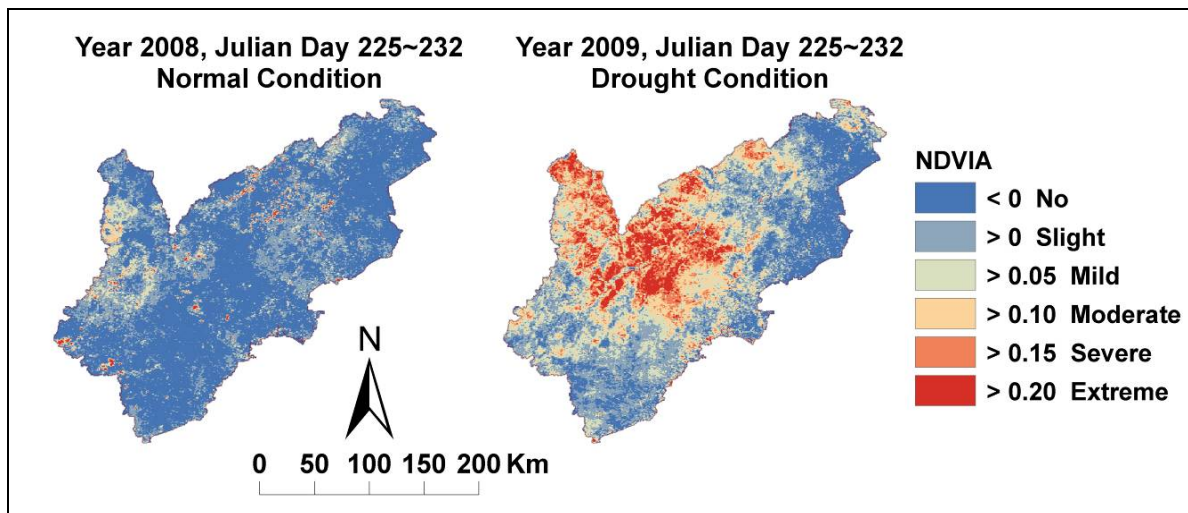 Year 2008, Julian Day 225~232
Normal Condition
Year 2009, Julian Day 225~232
Drought Condition
NDVIA
< 0 No
> 0 Slight
> 0.05 Mild
> 0.10 Moderate
> 0.15 Severe
> 0.20 Extreme
N
0 50 100 150 200 Km